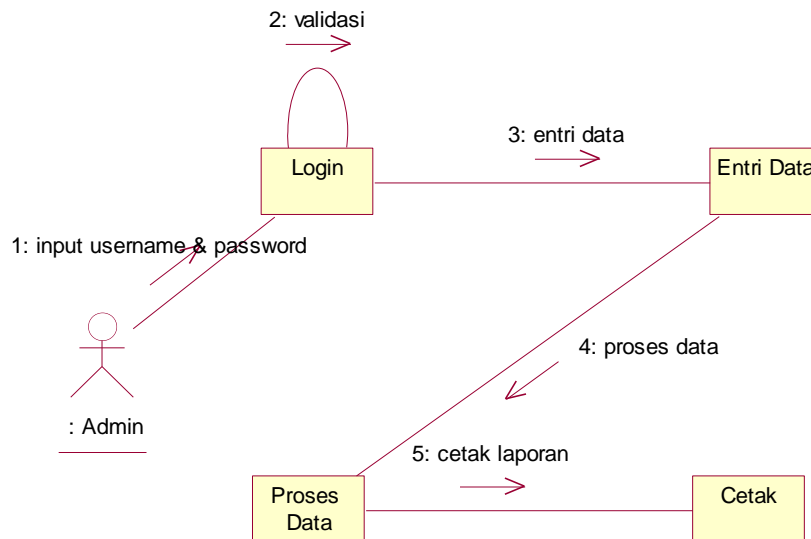 2: validasi
3: entri data
Login
Entri Data
1: input username & password
4: proses data
: Admin
5: cetak laporan
Proses
Data
Cetak